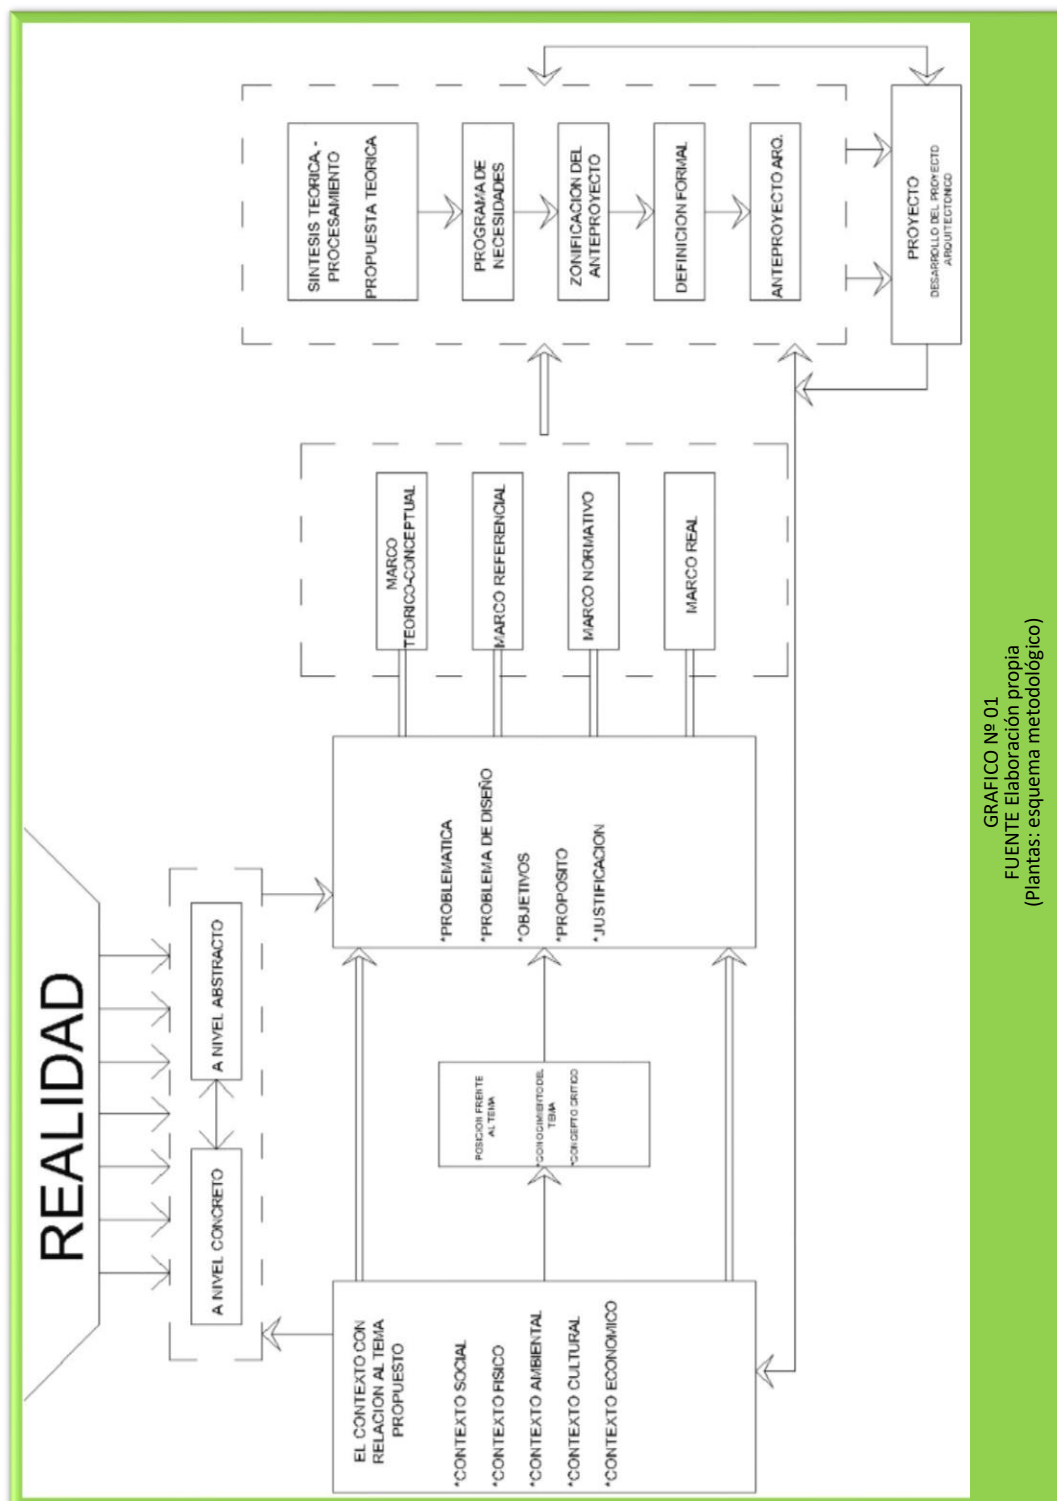 REALIDAD
A NIVEL CONCRETO
A NIVEL ABSTRACTO
EL CONTEXTO CON
RELACION AL TEMA
PROPUESTO
*CONTEXTO SOCIAL
*CONTEXTO FISICO
*CONTEXTO AMBIENTAL
*CONTEXTO CULTURAL
*CONTEXTO ECONOMICO
POSICION FRENTE
AL TEMA
*CONOCIMIENTO DEL
TEMA
*CONCEPTO CRITICO
*PROBLEMATICA
*PROBLEMA DE DISEÑO
*OBJETIVOS
*PROPOSITO
*JUSTIFICACION
MARCO
TEORICO-CONCEPTUAL
MARCO REFERENCIAL
MARCO NORMATIVO
MARCO REAL
SINTESIS TEORICA, -
PROCESAMIENTO
PROPUESTA TEORICA
PROGRAMA DE
NECESIDADES
ZONIFICACION DEL
ANTEPROYECTO
DEFINICION FORMAL
ANTEPROYECTO ARQ.
PROYECTO
DESARROLLO DEL PROYECTO
ARQUITECTONICO
GRAFICO Nº 01
FUENTE Elaboración propia
(Plantas: esquema metodológico)